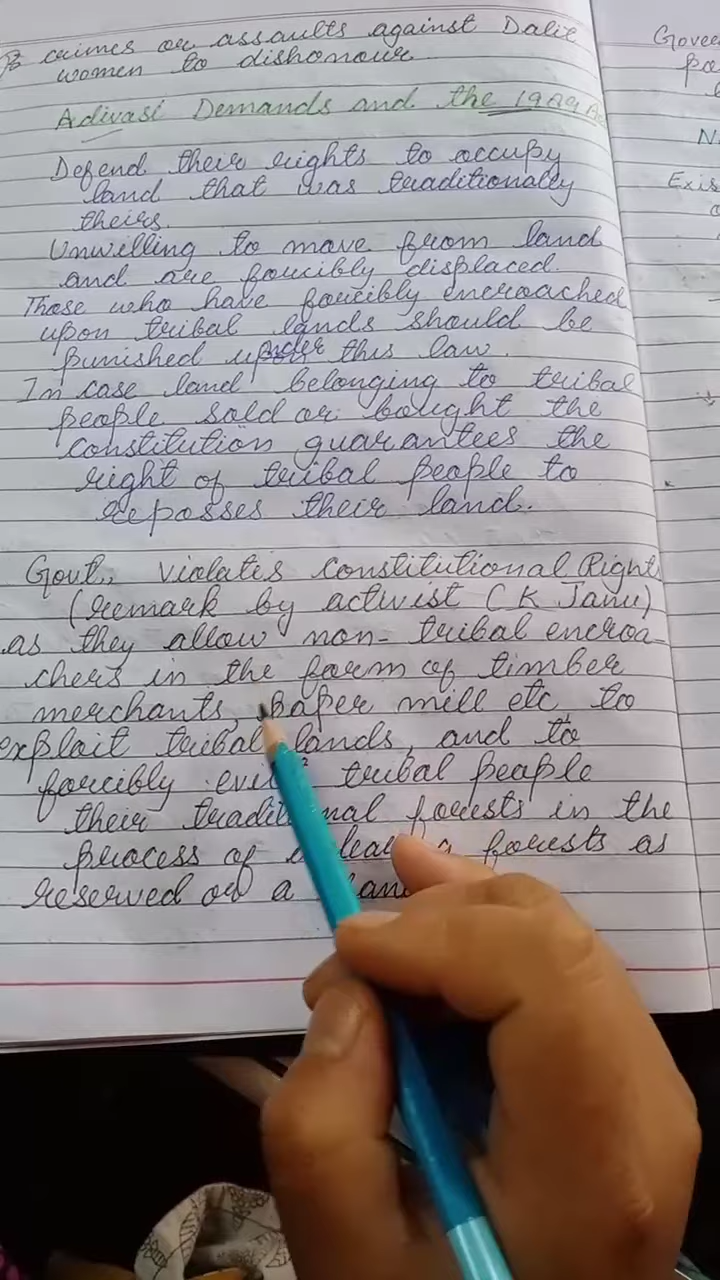 crimes or assaults against Dalit
women to dishonour
Adivasi Demands and the 1989 Ac
Defend their rights to occupy
land that was traditionally
theirs.
Unwilling to move from land
and are forcibly displaced.
Those who have forcibly encroached
upon tribal lands should be
punished under this law.
In case land belonging to tribal
people sold or bought the
constitution guarantees the
right of tribal people to
reposses their land.
Govt., violates Constitutional Right
(remark by activist C K Janu)
as they allow non-tribal encroa-
chers in the form of timber
merchants, paper mill etc to
exploit tribal lands, and to
forcibly tribal people
their traditional forests in the
process of forests as
reserved or a
Gove
Po
N
Exis